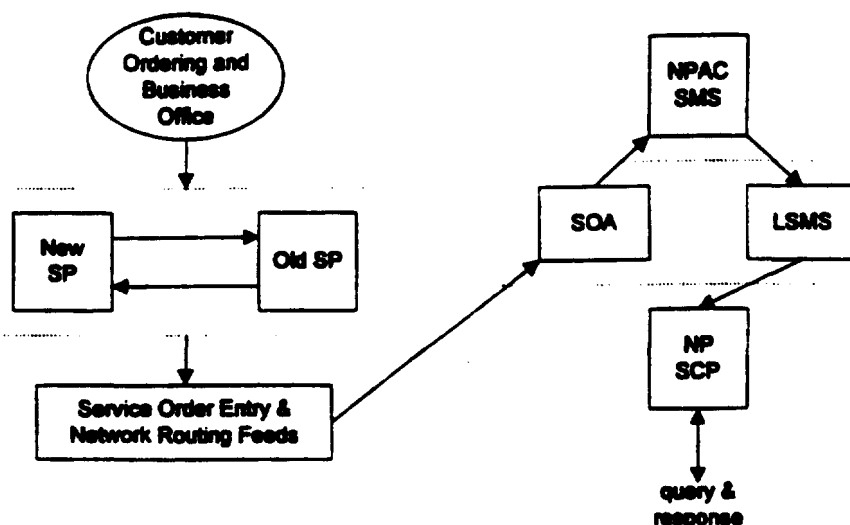 Customer
Ordering and
Business
Office
New
SP
Old SP
Service Order Entry &
Network Routing Feeds
NPAC
SMS
SOA
LSMS
NP
SCP
query &
response